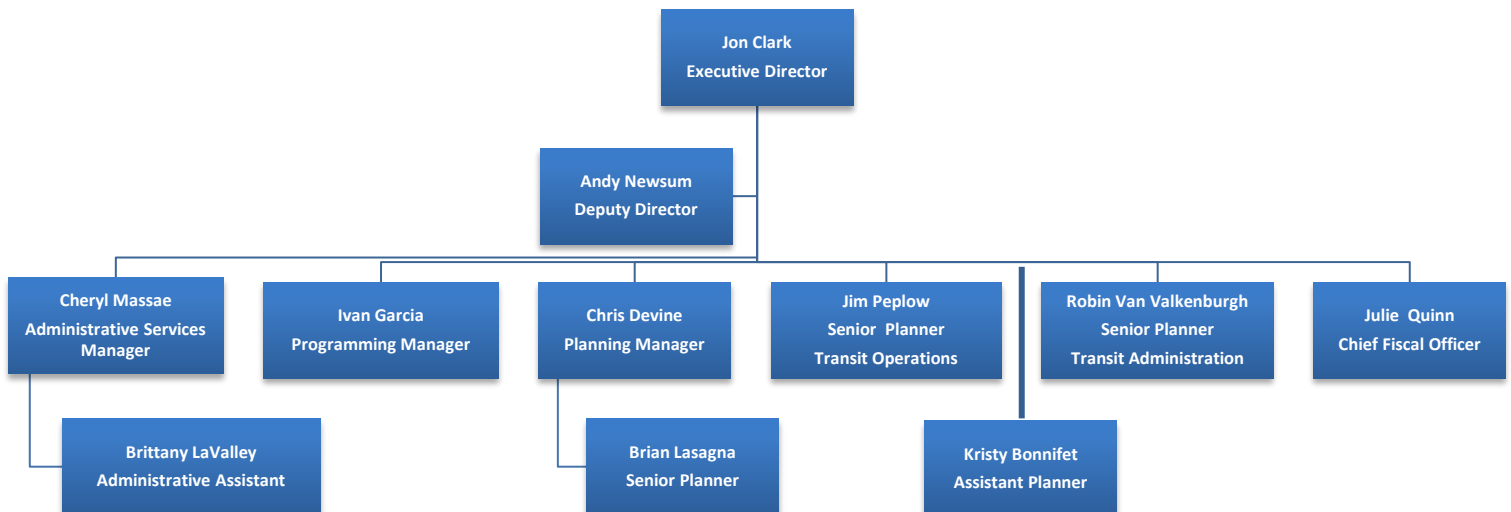 Jon Clark
Executive Director
Andy Newsum
Deputy Director
Cheryl Massae
Administrative Services
Manager
Ivan Garcia
Programming Manager
Chris Devine
Planning Manager
Jim Peplow
Senior Planner
Transit Operations
Robin Van Valkenburgh
Senior Planner
Transit Administration
Julie Quinn
Chief Fiscal Officer
Brittany LaValley
Administrative Assistant
Brian Lasagna
Senior Planner
Kristy Bonnifet
Assistant Planner